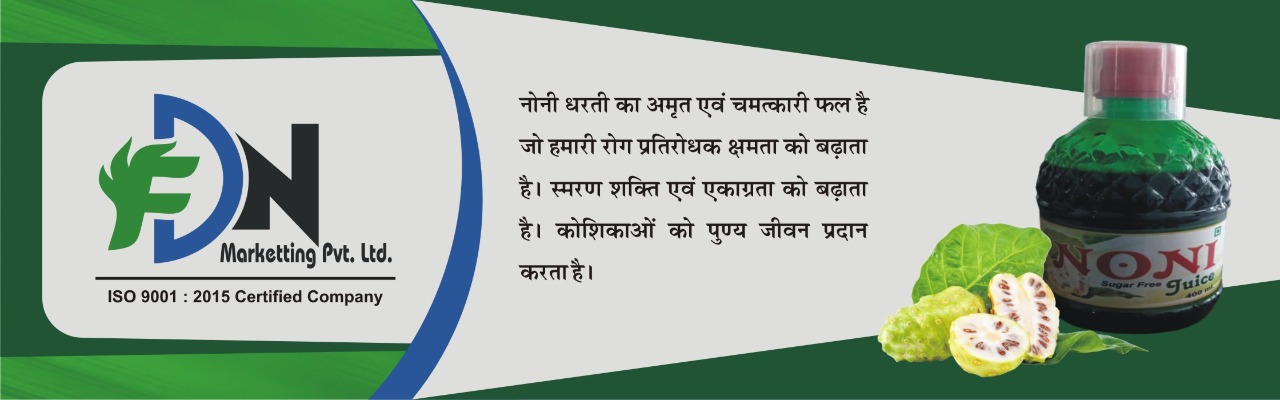 FDN
Marketting Pvt. Ltd.
ISO 9001 : 2015 Certified Company
नोनी धरती का अमृत एवं चमत्कारी फल है
जो हमारी रोग प्रतिरोधक क्षमता को बढ़ाता
है। स्मरण शक्ति एवं एकाग्रता को बढ़ाता
है। कोशिकाओं को पुण्य जीवन प्रदान
करता है।
NONI
Sugar Free Juice
400 ml